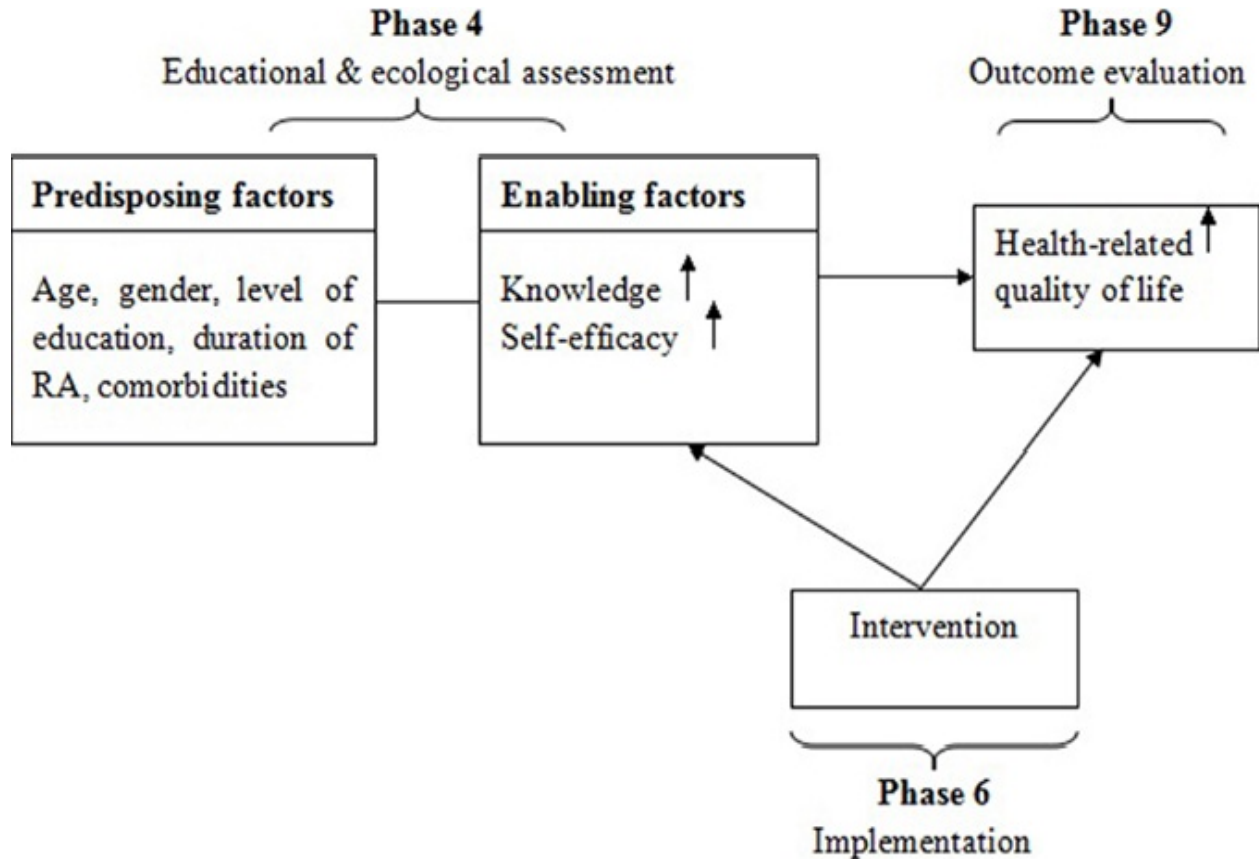 Phase 4
Educational & ecological assessment
Phase 9
Outcome evaluation
Predisposing factors
Age, gender, level of
education, duration of
RA, comorbidities
Enabling factors
Knowledge
Self-efficacy
Health-related
quality of life
Intervention
Phase 6
Implementation